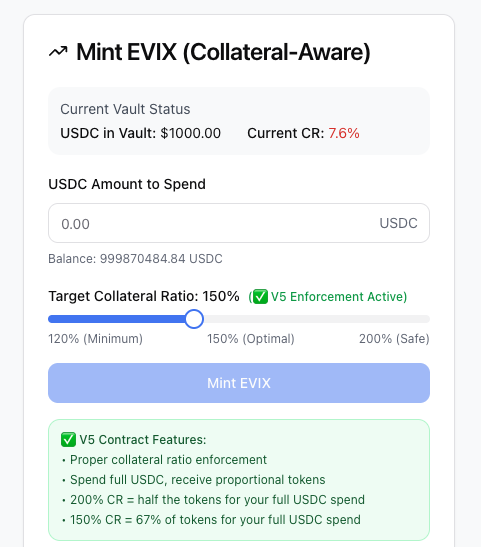 Mint EVIX (Collateral-Aware)
Current Vault Status
USDC in Vault: $1000.00 Current CR: 7.6%
USDC Amount to Spend
0.00 USDC
Balance: 999870484.84 USDC
Target Collateral Ratio: 150% (✅ V5 Enforcement Active)
120% (Minimum) 150% (Optimal) 200% (Safe)
Mint EVIX
✅ V5 Contract Features:
• Proper collateral ratio enforcement
• Spend full USDC, receive proportional tokens
• 200% CR = half the tokens for your full USDC spend
• 150% CR = 67% of tokens for your full USDC spend